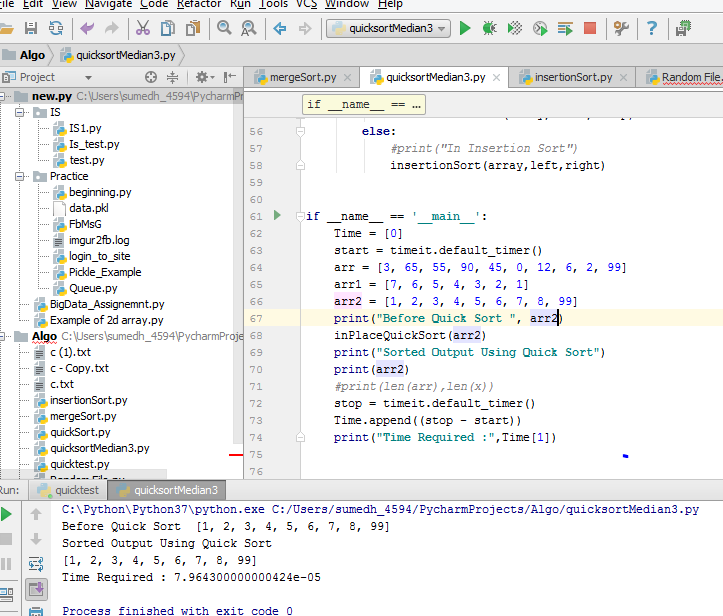 File Edit View Navigate Code Refactor Run Tools VCS Window Help
quicksortMedian3
Algo quicksortMedian3.py
Project
mergeSort.py quicksortMedian3.py insertionSort.py Random File.
if __name__ == ...
new.py C:\Users\sumedh_4594\PycharmPr
IS
IS1.py
Is_test.py
test.py
Practice
beginning.py
data.pkl
FbMsG
imgur2fb.log
login_to_site
Pickle_Example
Queue.py
BigData_Assignemnt.py
Example of 2d array.py
Algo C:\Users\sumedh_4594\PycharmProje
c (1).txt
c - Copy.txt
c.txt
insertionSort.py
mergeSort.py
quickSort.py
quicksortMedian3.py
quicktest.py
Random File.py
56 else:
57 #print("In Insertion Sort")
58 insertionSort(array,left,right)
59
60
61 if __name__ == '__main__':
62 Time = [0]
63 start = timeit.default_timer()
64 arr = [3, 65, 55, 90, 45, 0, 12, 6, 2, 99]
65 arr1 = [7, 6, 5, 4, 3, 2, 1]
66 arr2 = [1, 2, 3, 4, 5, 6, 7, 8, 99]
67 print("Before Quick Sort ", arr2)
68 inPlaceQuickSort(arr2)
69 print("Sorted Output Using Quick Sort")
70 print(arr2)
71 #print(len(arr),len(x))
72 stop = timeit.default_timer()
73 Time.append((stop - start))
74 print("Time Required :",Time[1])
75
76
Run: quicktest quicksortMedian3
C:\Python\Python37\python.exe C:/Users/sumedh_4594/PycharmProjects/Algo/quicksortMedian3.py
Before Quick Sort  [1, 2, 3, 4, 5, 6, 7, 8, 99]
Sorted Output Using Quick Sort
[1, 2, 3, 4, 5, 6, 7, 8, 99]
Time Required : 7.964300000000424e-05
Process finished with exit code 0